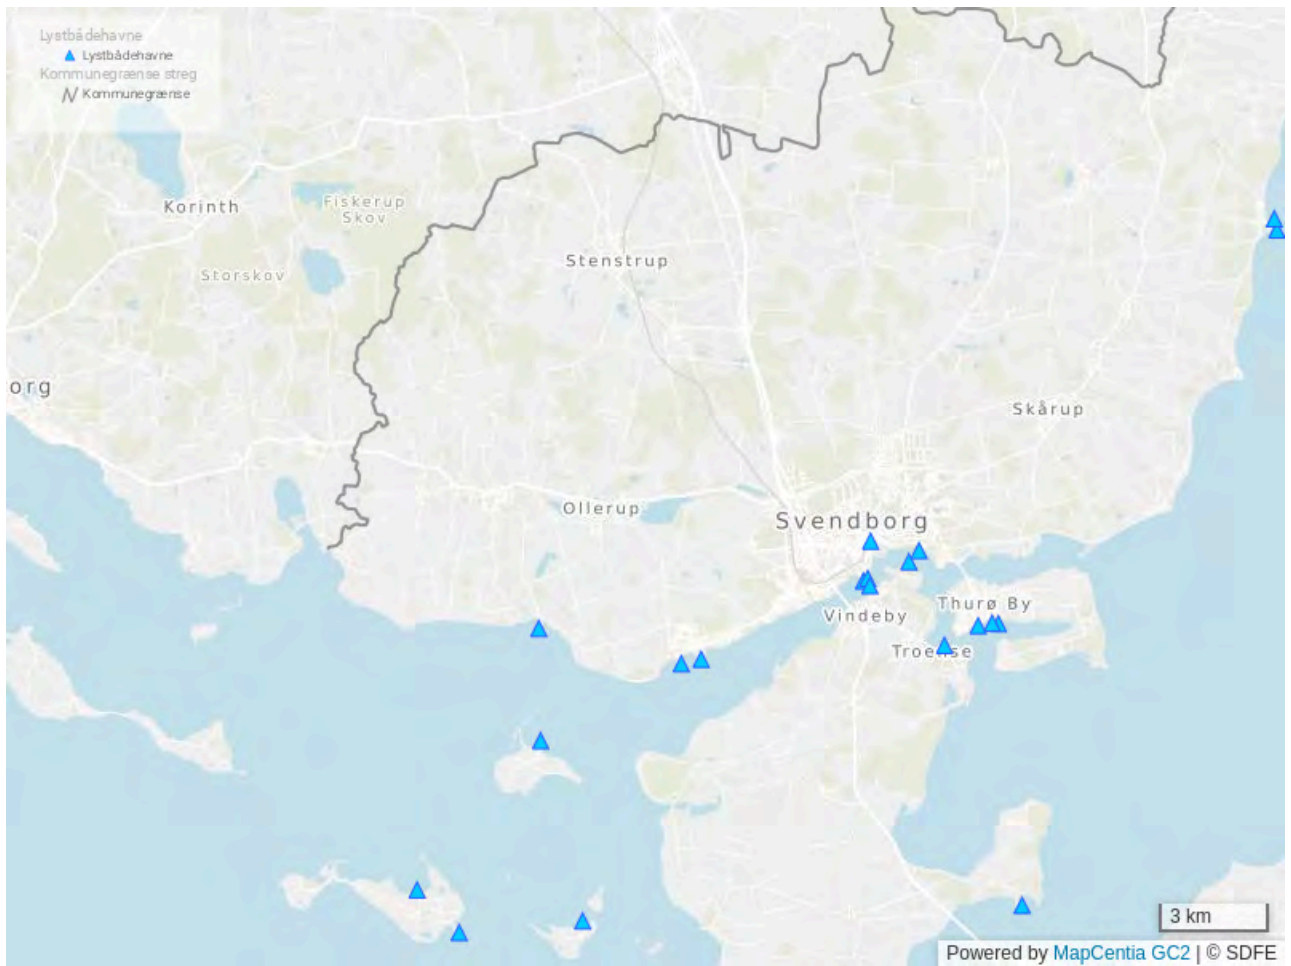 Lystbådehavne
Lystbådehavne
Kommunegrænse streg
Kommunegrænse
Korinth
Fiskerup
Skov
Storskov
Stenstrup
org
Skårup
Ollerup
Svendborg
Thurø By
Vindeby
Troense
3 km
Powered by MapCentia GC2 | © SDFE